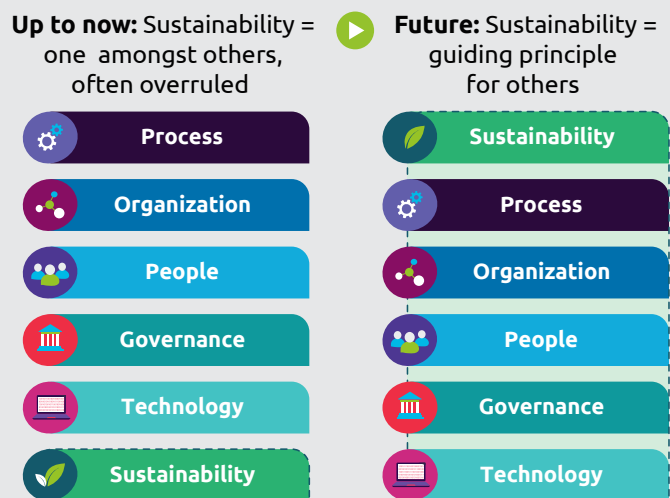 Up to now: Sustainability =
one amongst others,
often overruled
Process
Organization
People
Governance
Technology
Sustainability
Future: Sustainability =
guiding principle
for others
Sustainability
Process
Organization
People
Governance
Technology